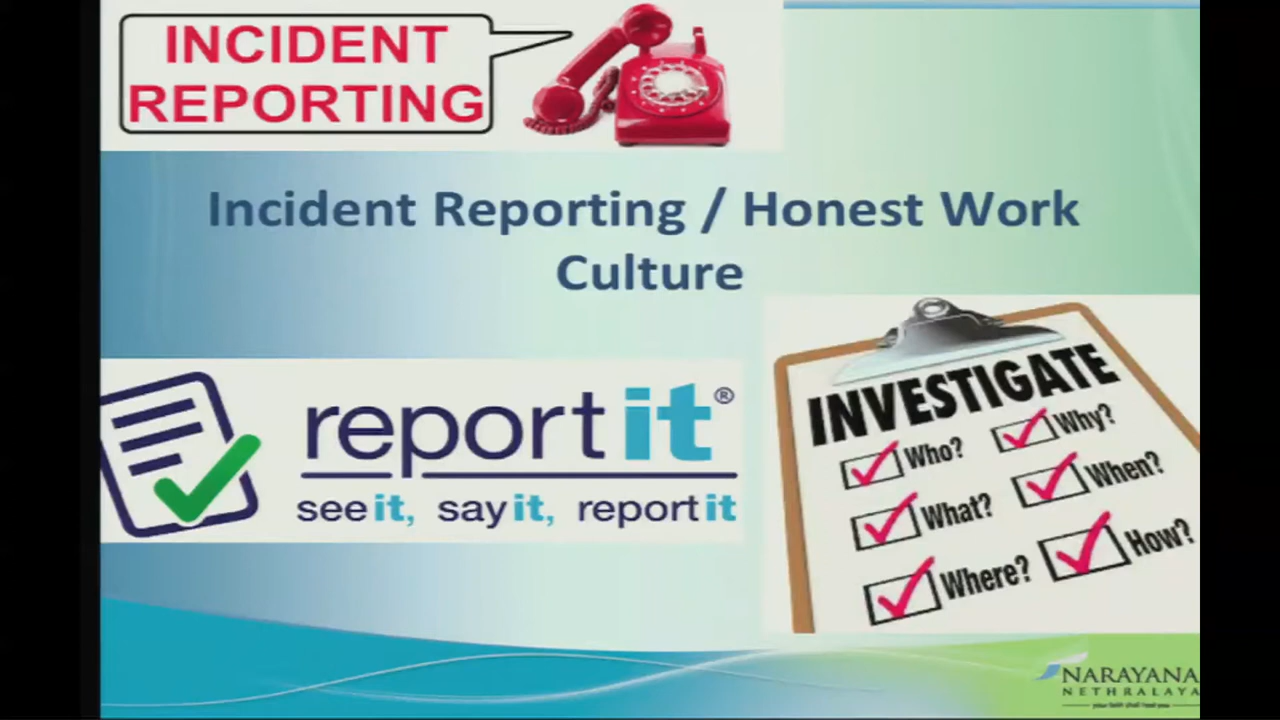 INCIDENT
REPORTING
Incident Reporting / Honest Work
Culture
report it®
see it, say it, report it
INVESTIGATE
Who? Why?
What? When?
Where? How?
NARAYANA
NETHRALAYA